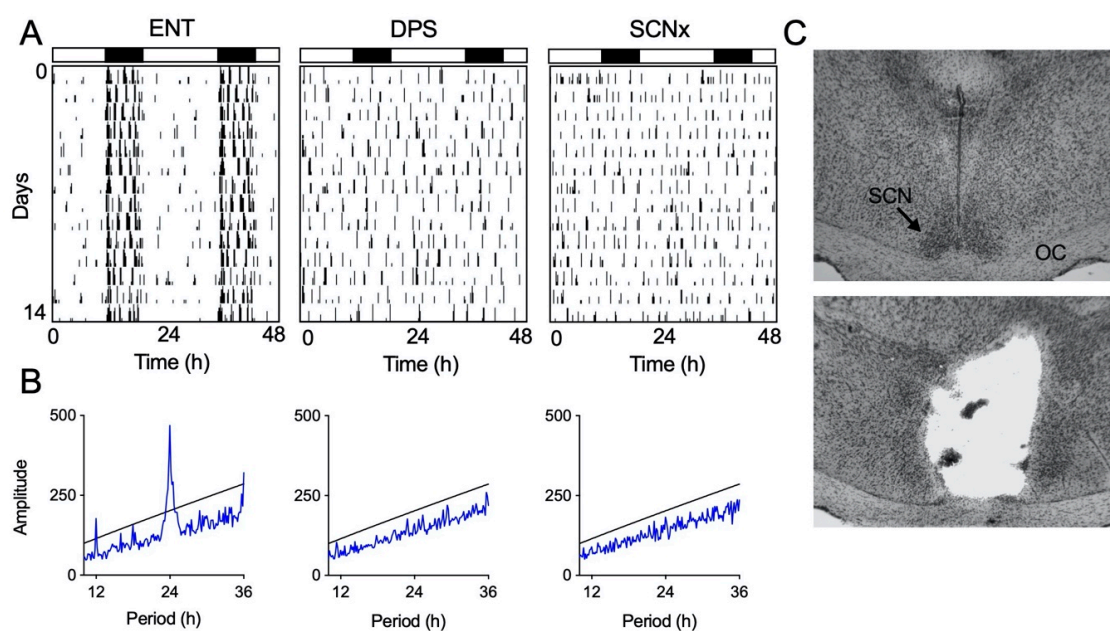 A
ENT
DPS
SCNx
C
Days
0
14
0 24 48
0 24 48
0 24 48
Time (h)
Time (h)
Time (h)
SCN
OC
B
Amplitude
500
250
0
500
250
0
500
250
0
12 24 36
12 24 36
12 24 36
Period (h)
Period (h)
Period (h)